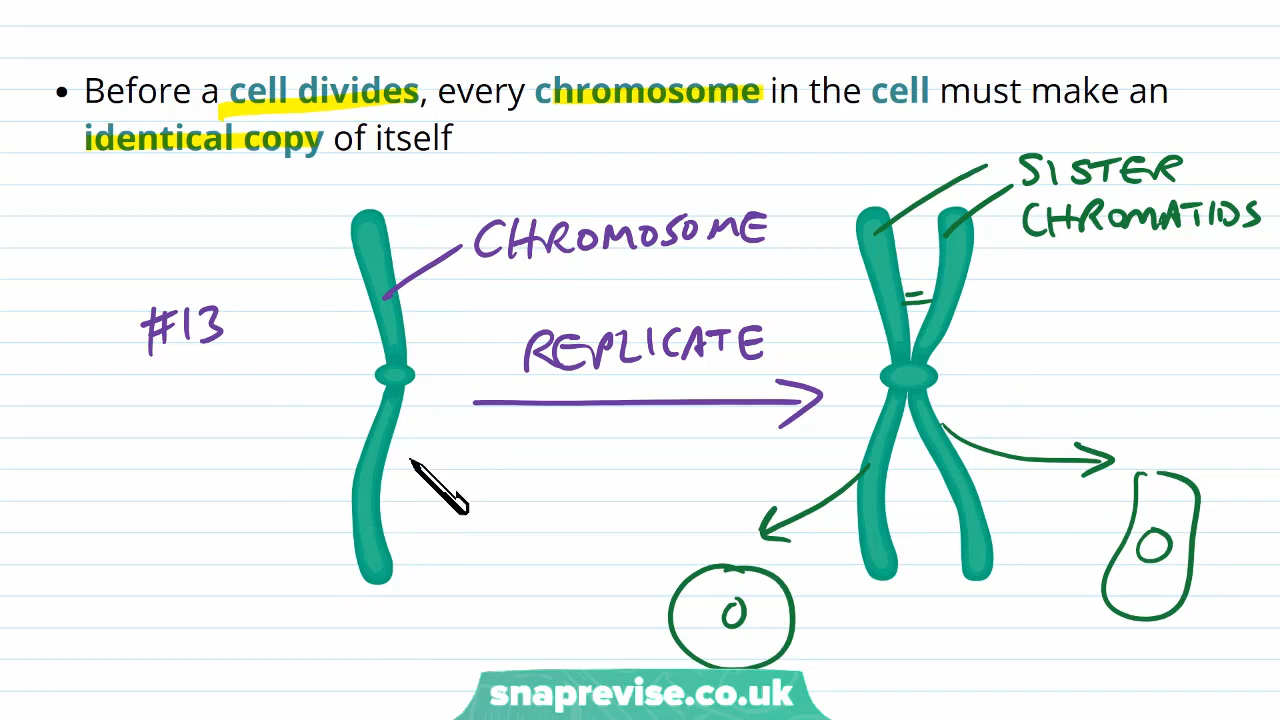 • Before a cell divides, every chromosome in the cell must make an
identical copy of itself
SISTER
CHROMATIDS
CHROMOSOME
#13
REPLICATE
=
snaprevise.co.uk